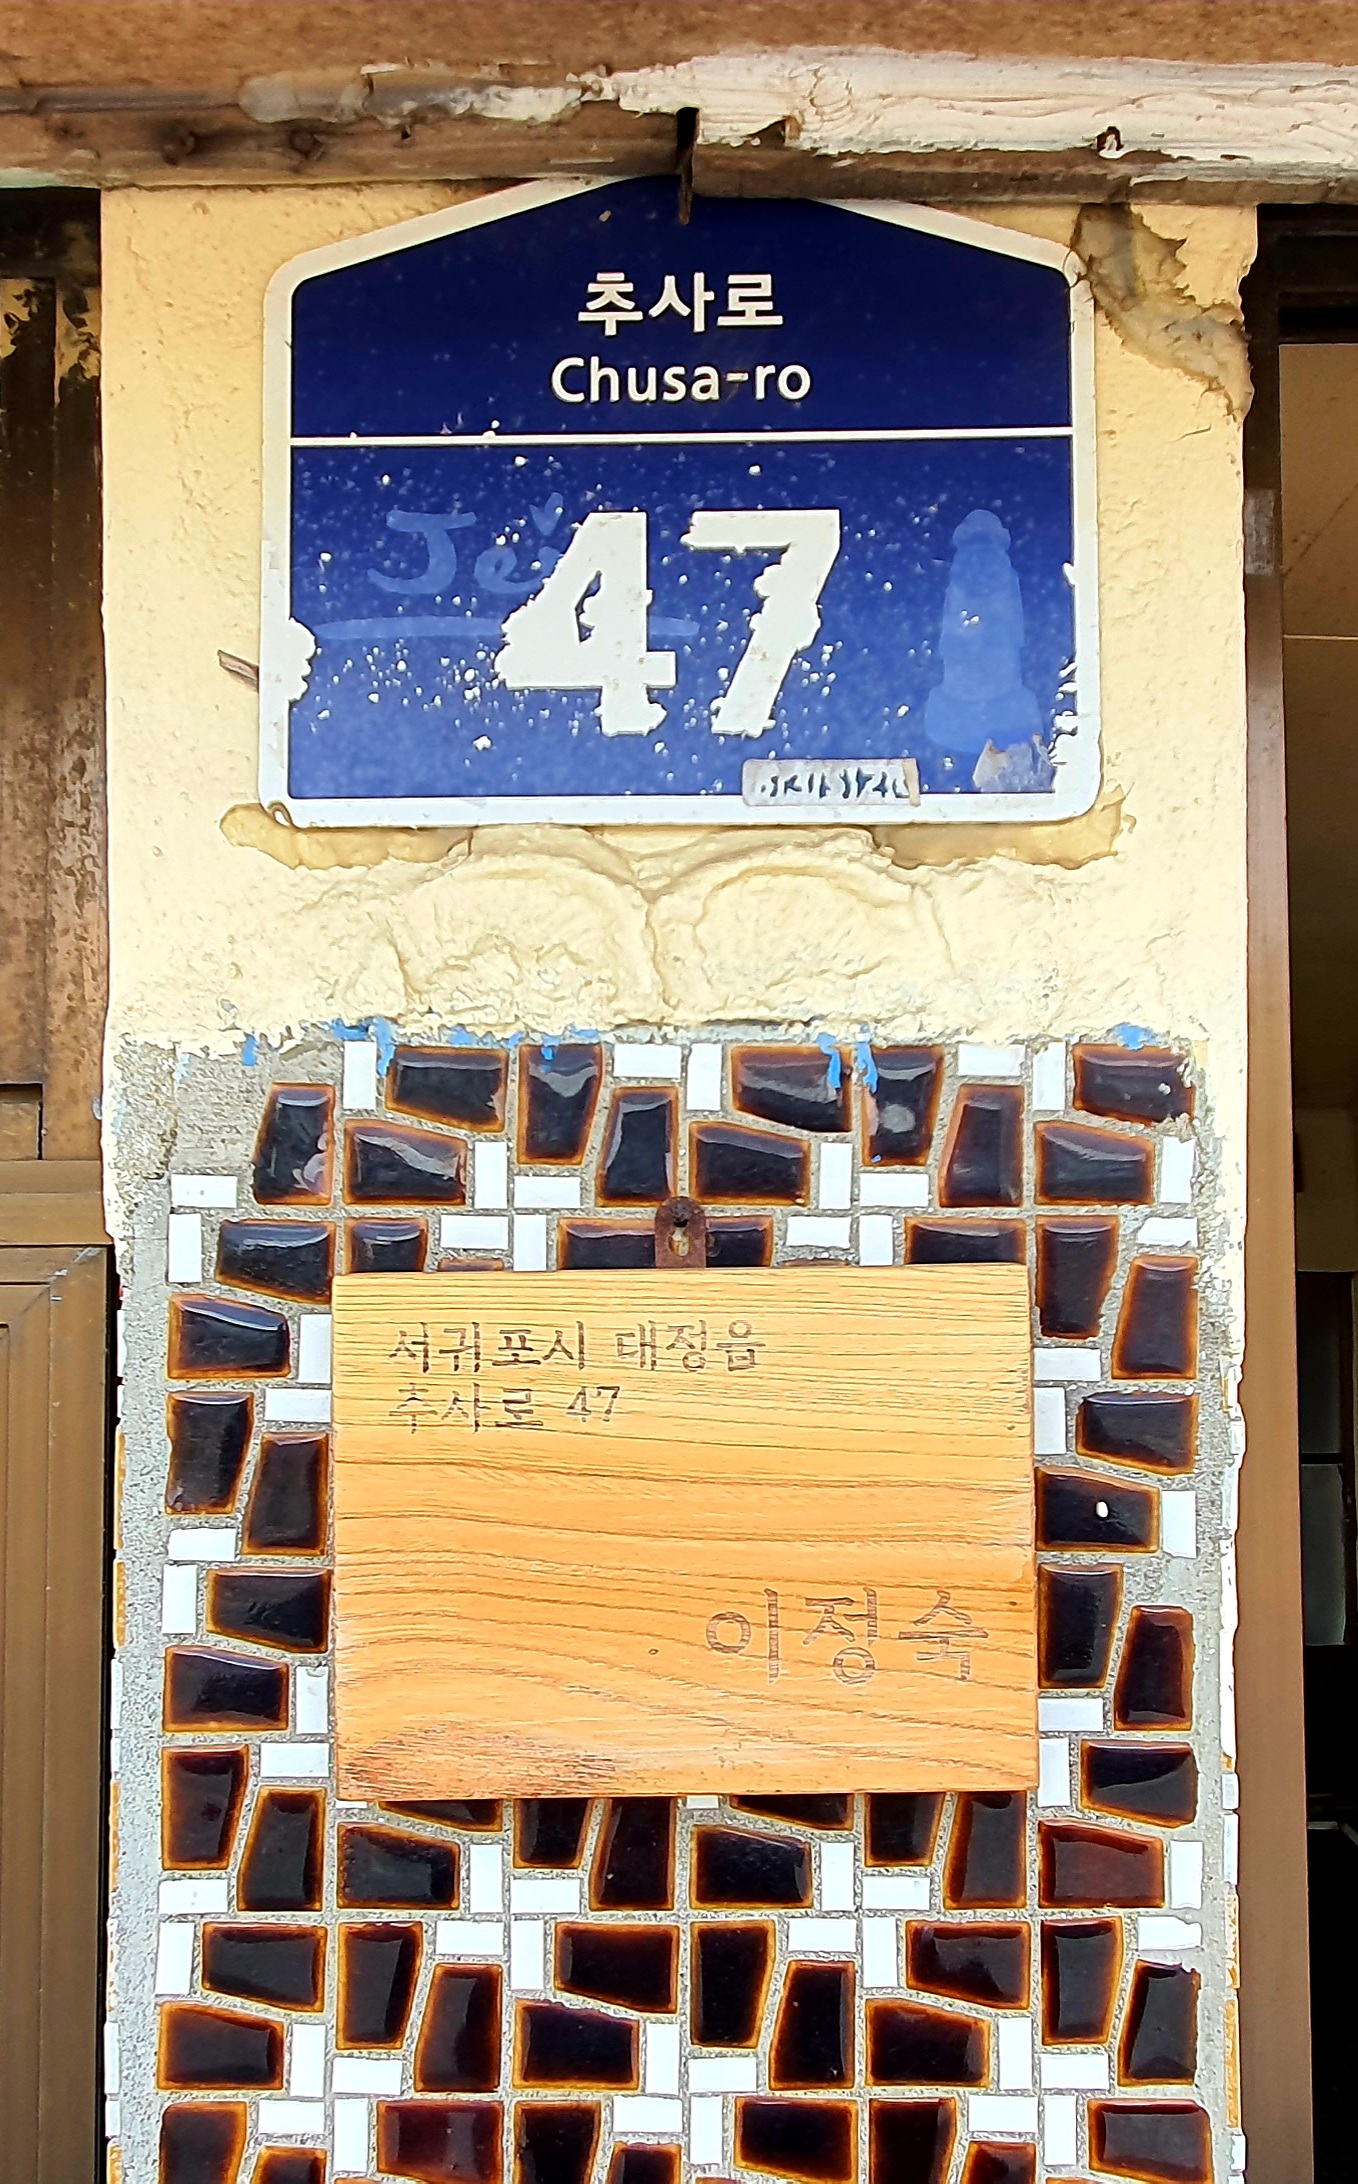 추사로
Chusa-ro
47
서귀포시 대정읍
추사로 47
이정숙